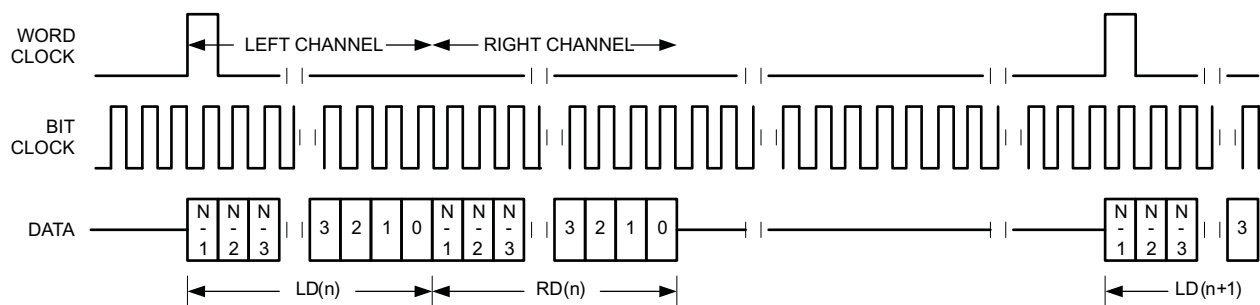 WORD
CLOCK
LEFT CHANNEL
RIGHT CHANNEL
BIT
CLOCK
DATA
N-1 N-2 N-3 3 2 1 0 N-1 N-2 N-3 3 2 1 0 N-1 N-2 N-3 3
LD(n) RD(n) LD(n+1)